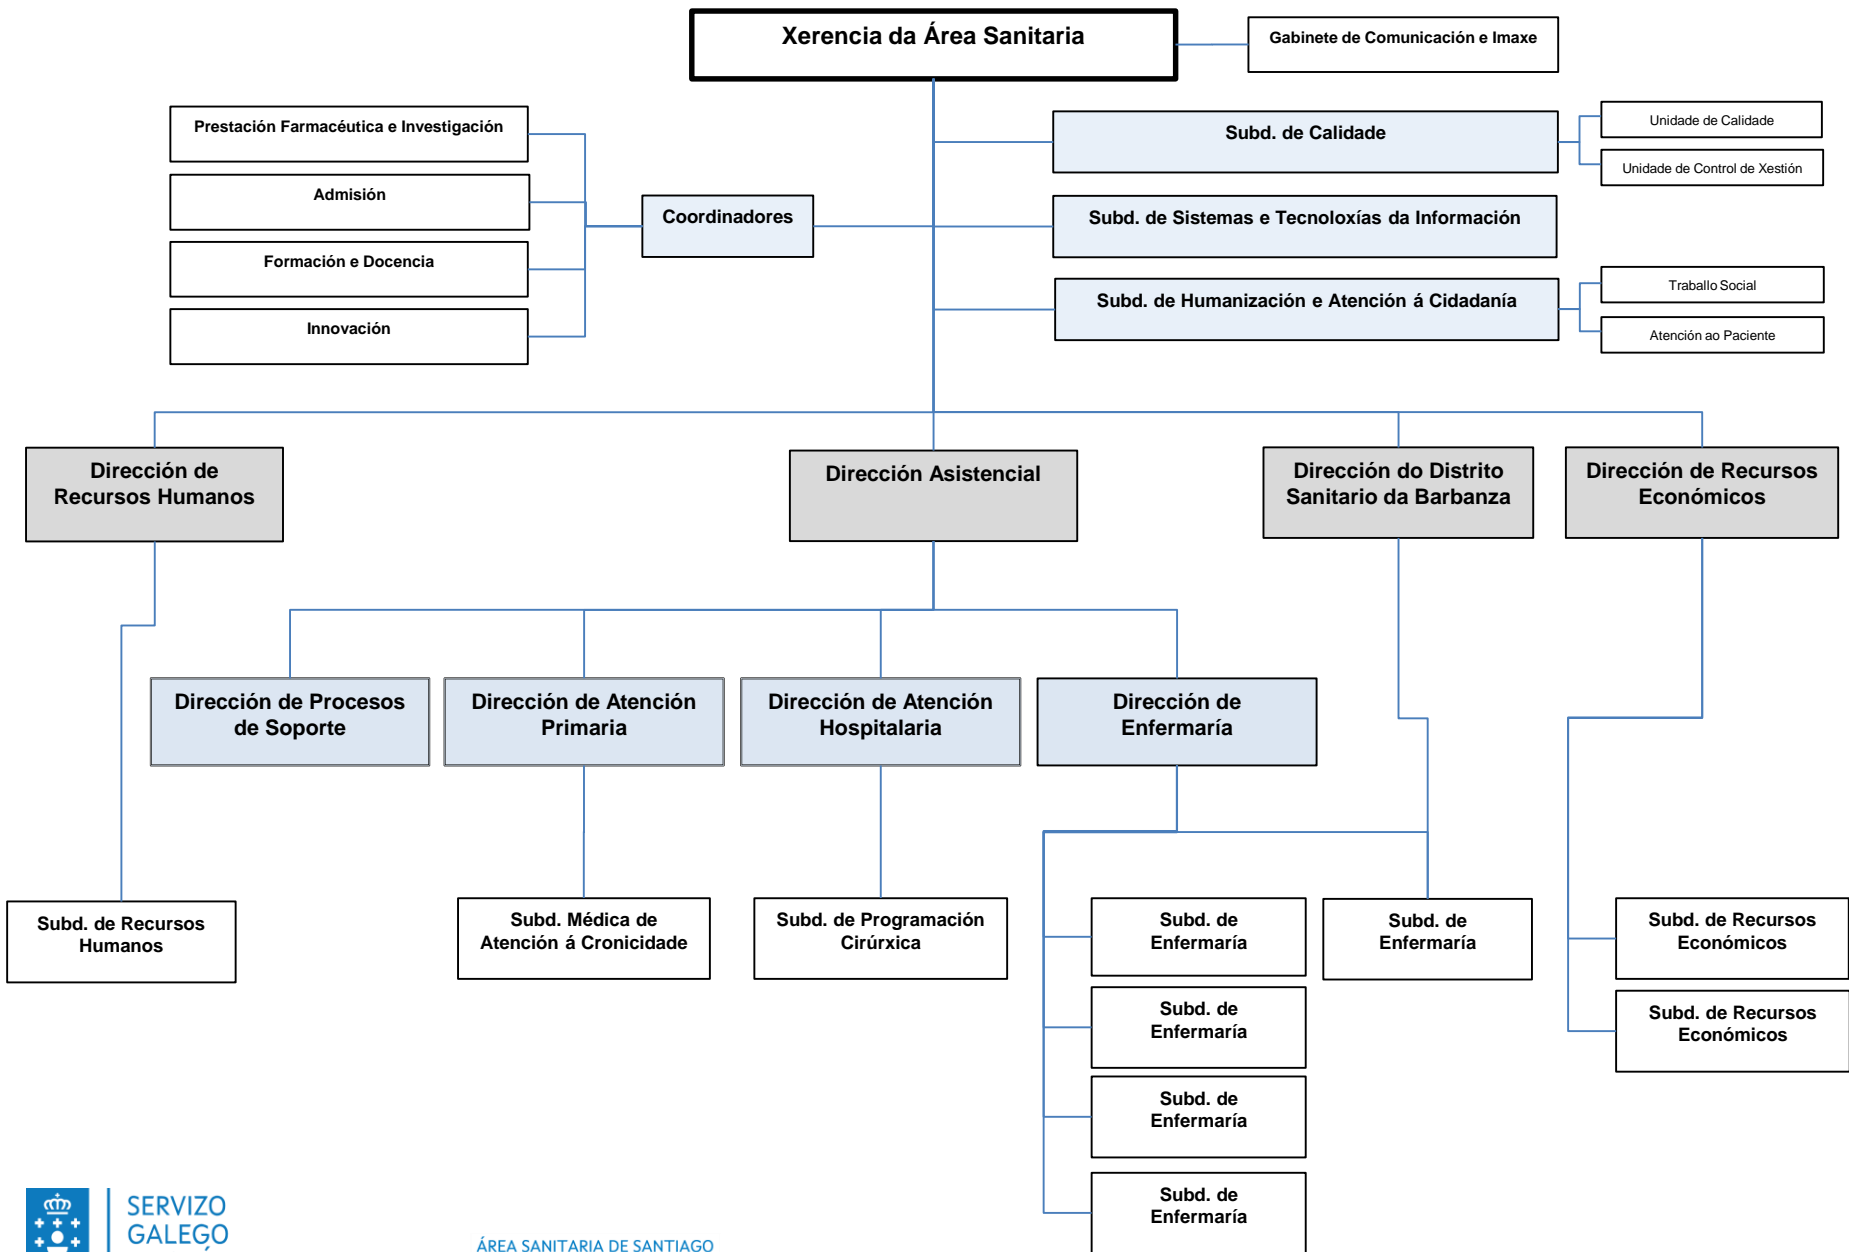 Xerencia da Área Sanitaria
Gabinete de Comunicación e Imaxe
Prestación Farmacéutica e Investigación
Admisión
Formación e Docencia
Innovación
Coordinadores
Subd. de Calidade
Unidade de Calidade
Unidade de Control de Xestión
Subd. de Sistemas e Tecnoloxías da Información
Subd. de Humanización e Atención á Cidadanía
Traballo Social
Atención ao Paciente
Dirección de
Recursos Humanos
Dirección Asistencial
Dirección do Distrito
Sanitario da Barbanza
Dirección de Recursos
Económicos
Dirección de Procesos
de Soporte
Dirección de Atención
Primaria
Dirección de Atención
Hospitalaria
Dirección de
Enfermaría
Subd. de Recursos
Humanos
Subd. Médica de
Atención á Cronicidade
Subd. de Programación
Cirúrxica
Subd. de
Enfermaría
Subd. de
Enfermaría
Subd. de
Enfermaría
Subd. de
Enfermaría
Subd. de
Enfermaría
Subd. de Recursos
Económicos
Subd. de Recursos
Económicos
SERVIZO
GALEGO
ÁREA SANITARIA DE SANTIAGO